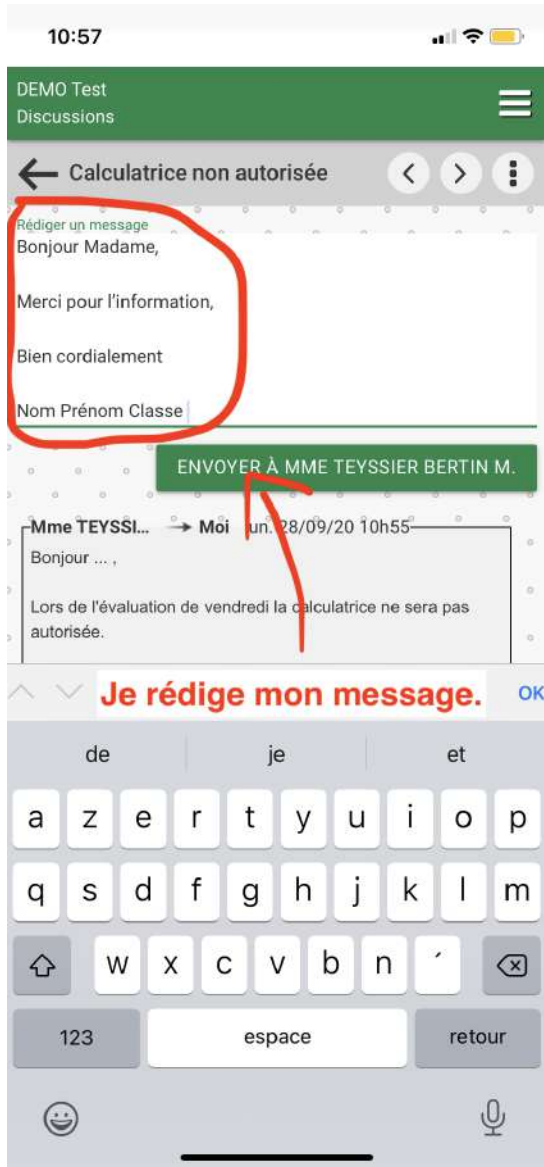 10:57
DEMO Test
Discussions
Calculatrice non autorisée
Rédiger un message
Bonjour Madame,
Merci pour l'information,
Bien cordialement
Nom Prénom Classe
ENVOYER À MME TEYSSIER BERTIN M.
Mme TEYSSI... → Moi lun. 28/09/20 10h55
Bonjour ... ,
Lors de l'évaluation de vendredi la calculatrice ne sera pas
autorisée.
Je rédige mon message. OK
de je et
a z e r t y u i o p
q s d f g h j k l m
w x c v b n ´
123 espace retour